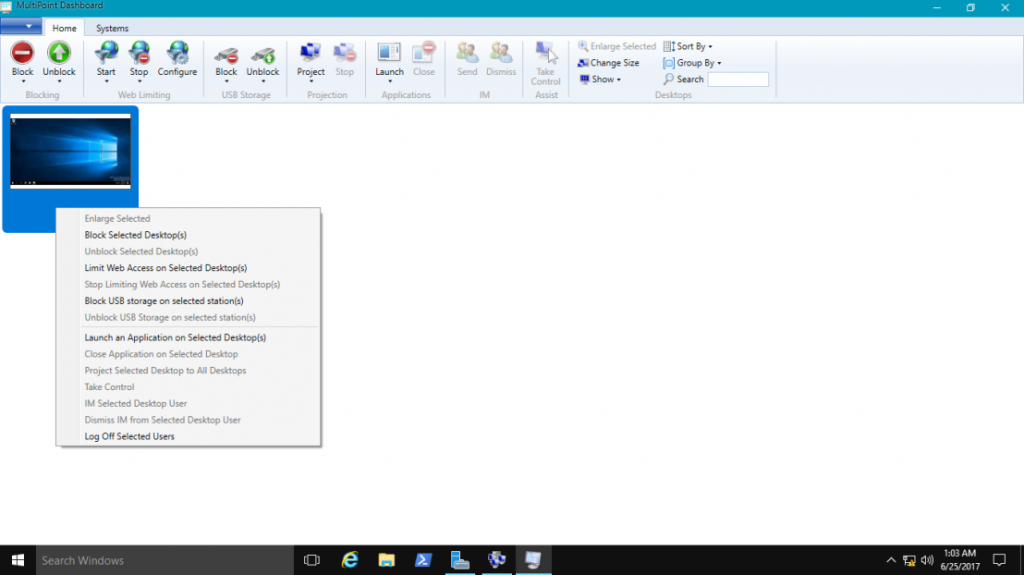 MultiPoint Dashboard
Home Systems
Block Unblock Start Stop Configure Block Unblock Project Stop Launch Close Send Dismiss Take Control
Enlarge Selected Sort By
Change Size Group By
Show Search
Blocking Web Limiting USB Storage Projection Applications IM Assist Desktops
Enlarge Selected
Block Selected Desktop(s)
Unblock Selected Desktop(s)
Limit Web Access on Selected Desktop(s)
Stop Limiting Web Access on Selected Desktop(s)
Block USB storage on selected station(s)
Unblock USB Storage on selected station(s)
Launch an Application on Selected Desktop(s)
Close Application on Selected Desktop
Project Selected Desktop to All Desktops
Take Control
IM Selected Desktop User
Dismiss IM from Selected Desktop User
Log Off Selected Users
Search Windows
1:03 AM
6/25/2017